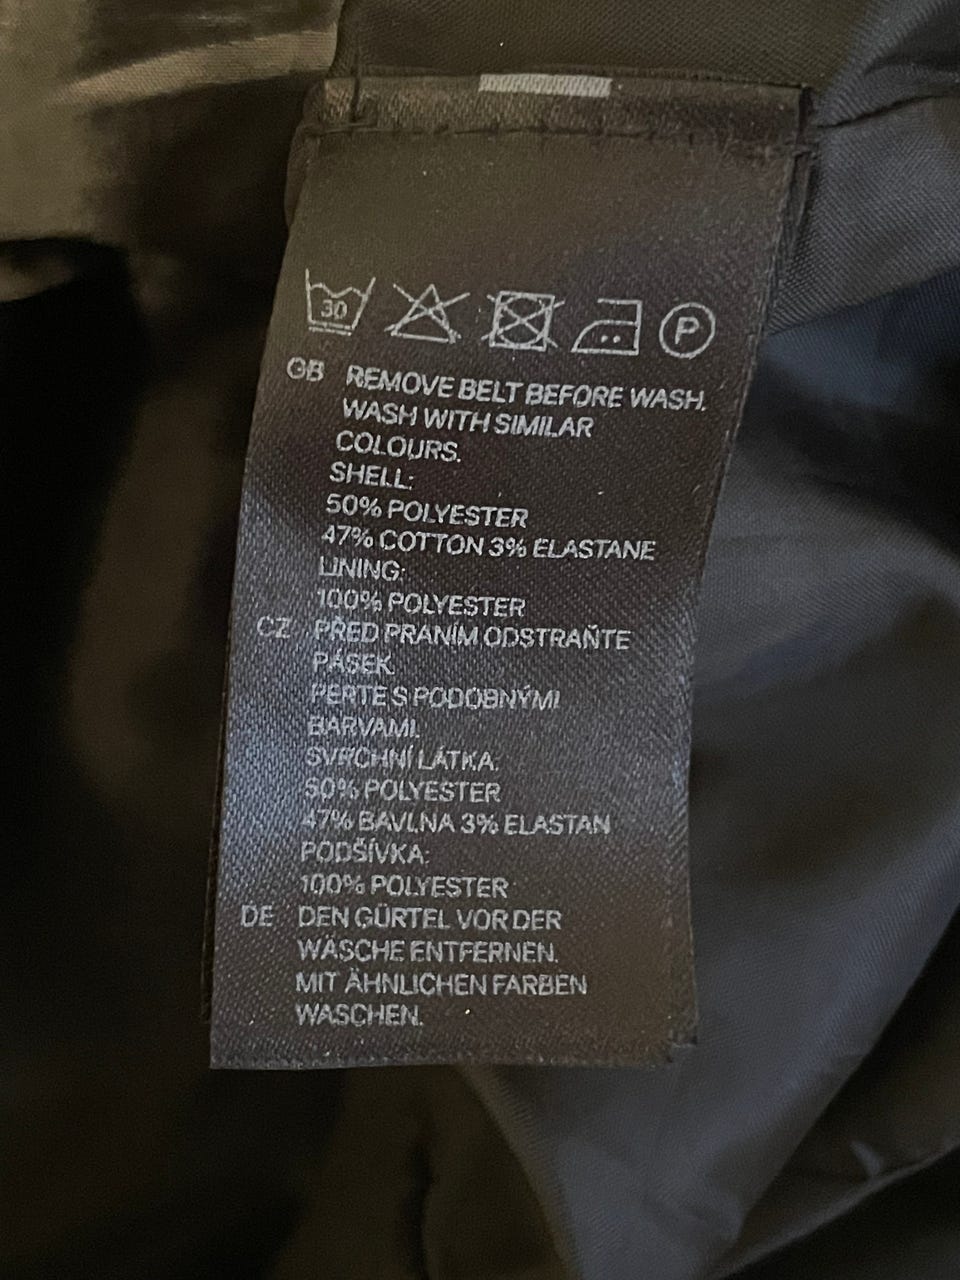 30 P
GB REMOVE BELT BEFORE WASH.
WASH WITH SIMILAR
COLOURS.
SHELL:
50% POLYESTER
47% COTTON 3% ELASTANE
LINING:
100% POLYESTER
CZ PŘED PRANÍM ODSTRAŇTE
PÁSEK.
PERTE S PODOBNÝMI
BARVAMI.
SVRCHNÍ LÁTKA:
50% POLYESTER
47% BAVLNA 3% ELASTAN
PODŠÍVKA:
100% POLYESTER
DE DEN GÜRTEL VOR DER
WÄSCHE ENTFERNEN.
MIT ÄHNLICHEN FARBEN
WASCHEN.